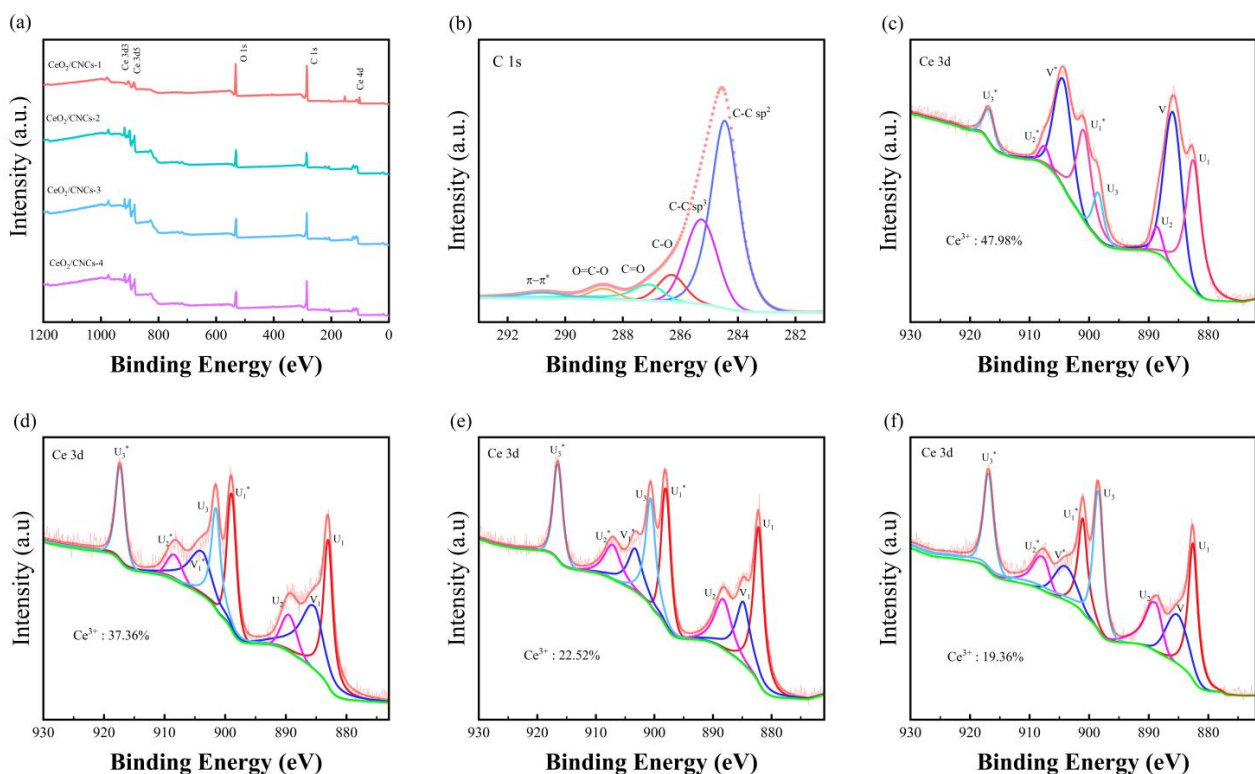 (a)
Ce 3d3
Ce 3d5
O 1s
C 1s
Ce 4d
CeO₂/CNCs-1
CeO₂/CNCs-2
CeO₂/CNCs-3
CeO₂/CNCs-4
Intensity (a.u.)
1200 1000 800 600 400 200 0
Binding Energy (eV)
(b)
C 1s
C-C sp²
C-C sp³
C-O
C=O
O=C-O
π-π*
Intensity (a.u.)
292 290 288 286 284 282
Binding Energy (eV)
(c)
Ce 3d
U₃*
U₂*
V*
U₁*
U₃
V
U₂
U₁
Ce³⁺ : 47.98%
Intensity (a.u.)
930 920 910 900 890 880
Binding Energy (eV)
(d)
Ce 3d
U₃*
U₂*
V₁*
U₃
U₁*
U₂
V₁
U₁
Ce³⁺ : 37.36%
Intensity (a.u)
930 920 910 900 890 883
Binding Energy (eV)
(e)
Ce 3d
U₃*
U₂*
V₁*
U₃
U₁*
U₂
V₁
U₁
Ce³⁺ : 22.52%
Intensity (a.u)
930 920 910 900 890 880
Binding Energy (eV)
(f)
Ce 3d
U₃*
U₂*
V*
U₁*
U₃
U₂
V
U₁
Ce³⁺ : 19.36%
Intensity (a.u)
930 920 910 900 890 880
Binding Energy (eV)